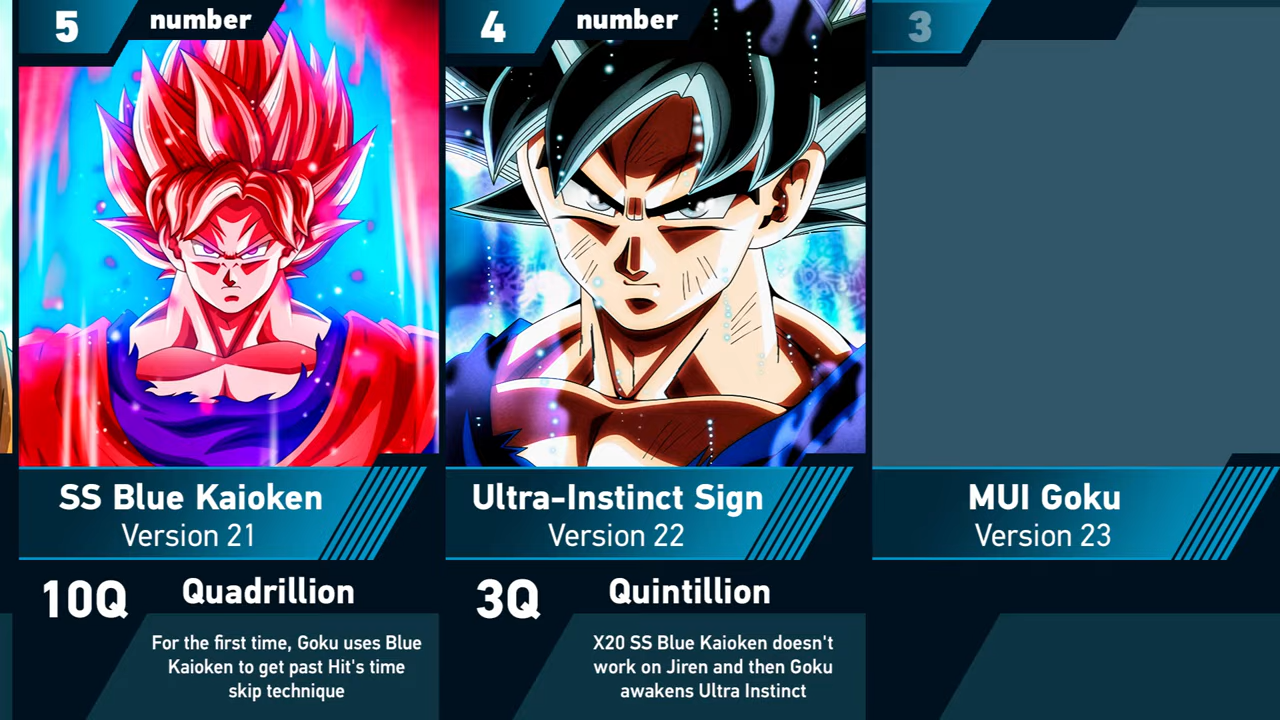 5
number
SS Blue Kaioken
Version 21
10Q
Quadrillion
For the first time, Goku uses Blue
Kaioken to get past Hit's time
skip technique
4
number
Ultra-Instinct Sign
Version 22
3Q
Quintillion
X20 SS Blue Kaioken doesn't
work on Jiren and then Goku
awakens Ultra Instinct
3
MUI Goku
Version 23